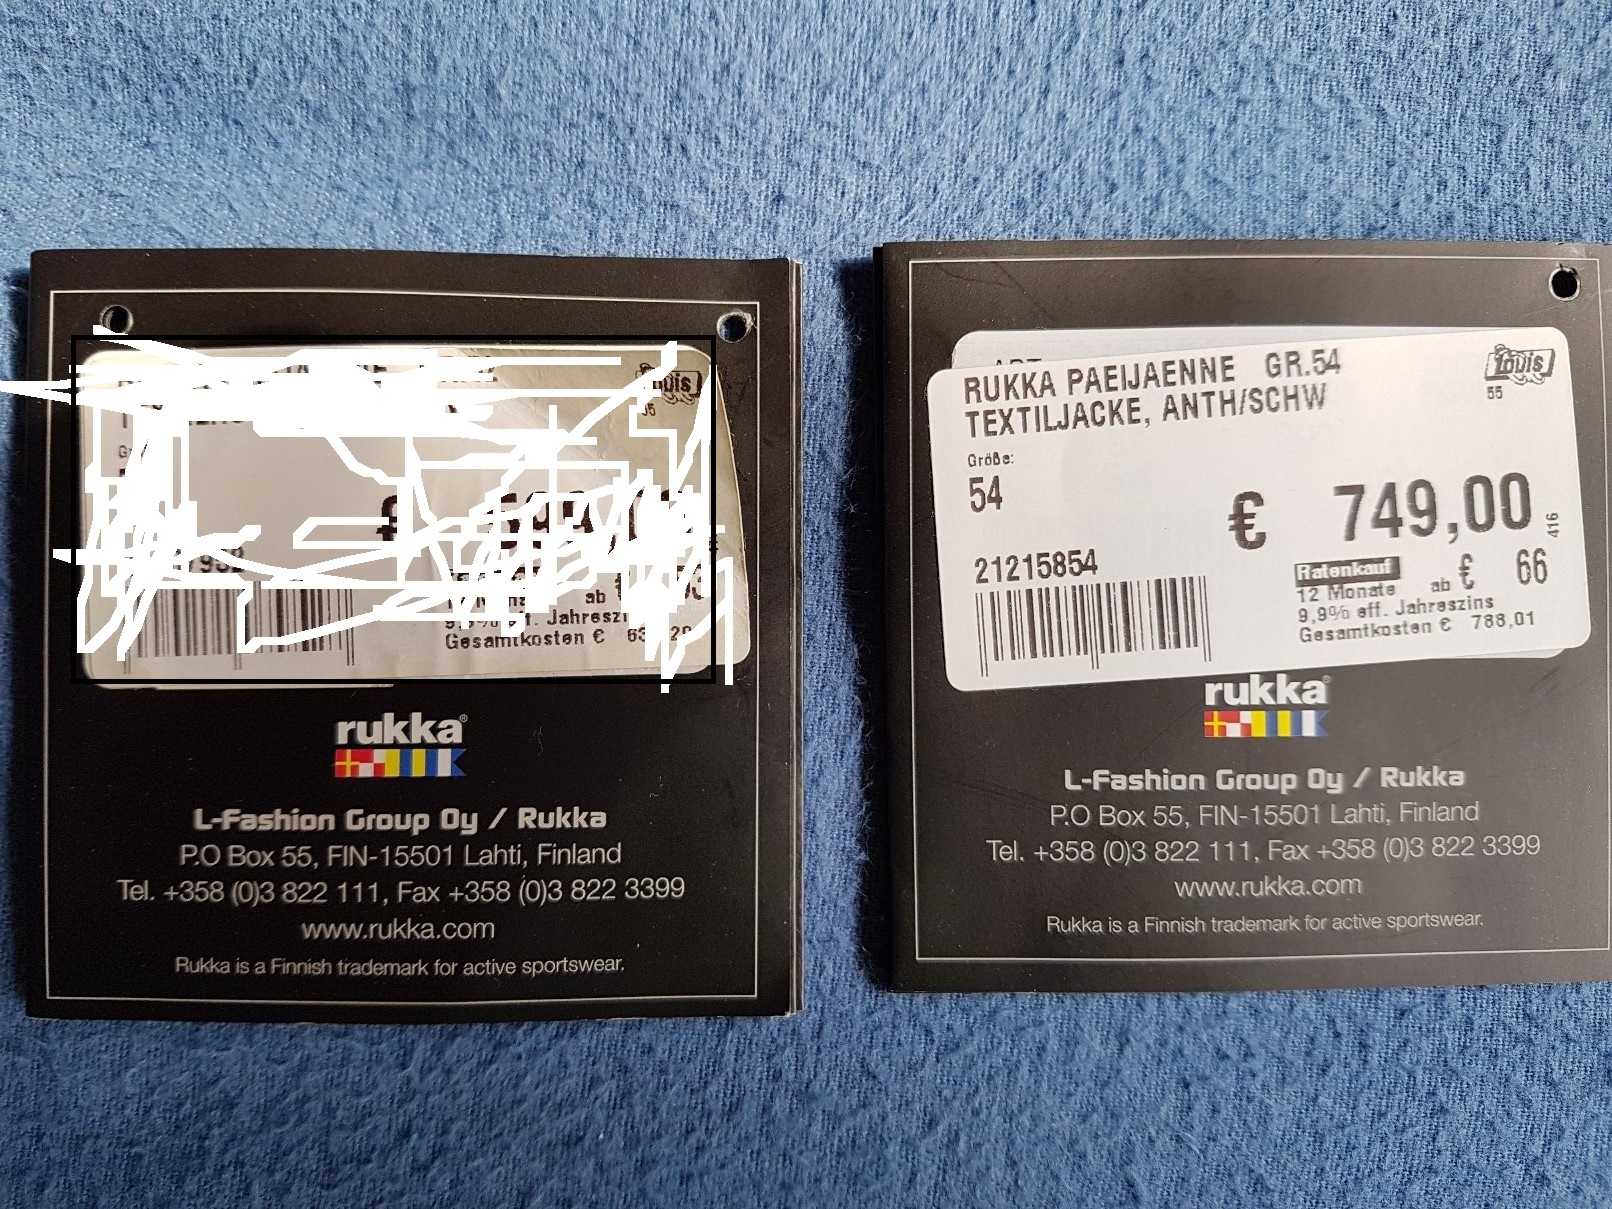 Louis
ab
9,9% eff. Jahreszi
Gesamtkosten €
rukka®
L-Fashion Group Oy / Rukka
P.O Box 55, FIN-15501 Lahti, Finland
Tel. +358 (0)3 822 111, Fax +358 (0)3 822 3399
www.rukka.com
Rukka is a Finnish trademark for active sportswear.
RUKKA PAEIJAENNE GR.54
TEXTILJACKE, ANTH/SCHW
Louis
55
Größe:
54
€ 749,00
416
21215854
Ratenkauf
12 Monate ab € 66
9,9% eff. Jahreszins
Gesamtkosten € 788,01
rukka®
L-Fashion Group Oy / Rukka
P.O Box 55, FIN-15501 Lahti, Finland
Tel. +358 (0)3 822 111, Fax +358 (0)3 822 3399
www.rukka.com
Rukka is a Finnish trademark for active sportswear.